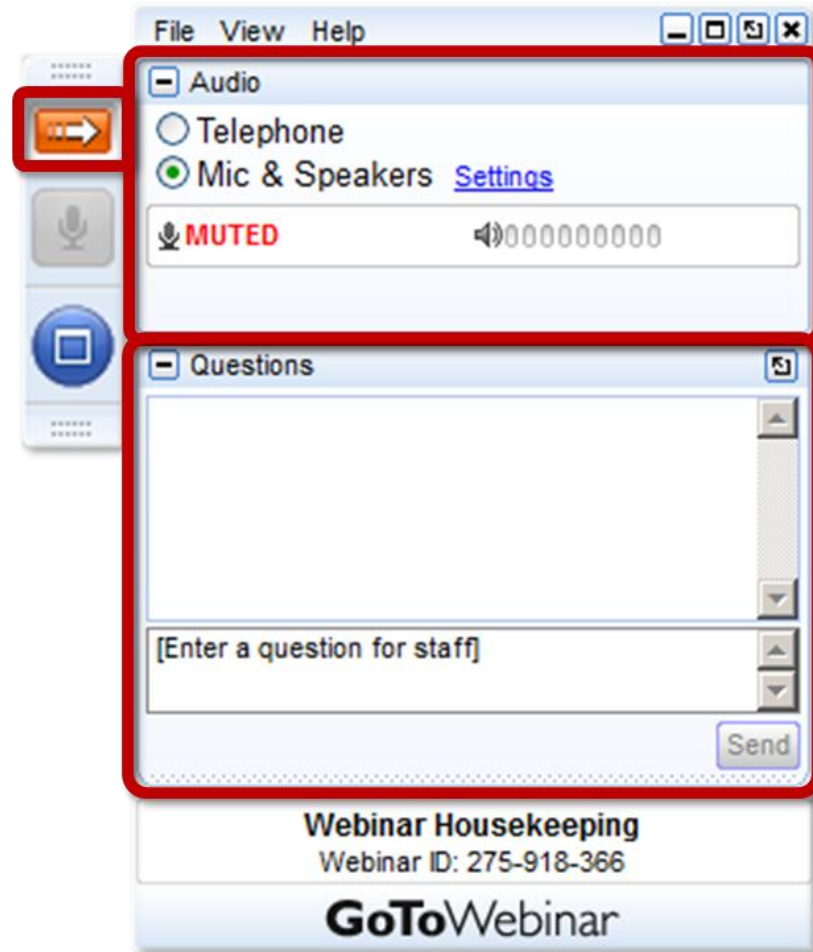 File View Help
Audio
Telephone
Mic & Speakers Settings
MUTED 000000000
Questions
[Enter a question for staff]
Send
Webinar Housekeeping
Webinar ID: 275-918-366
GoToWebinar